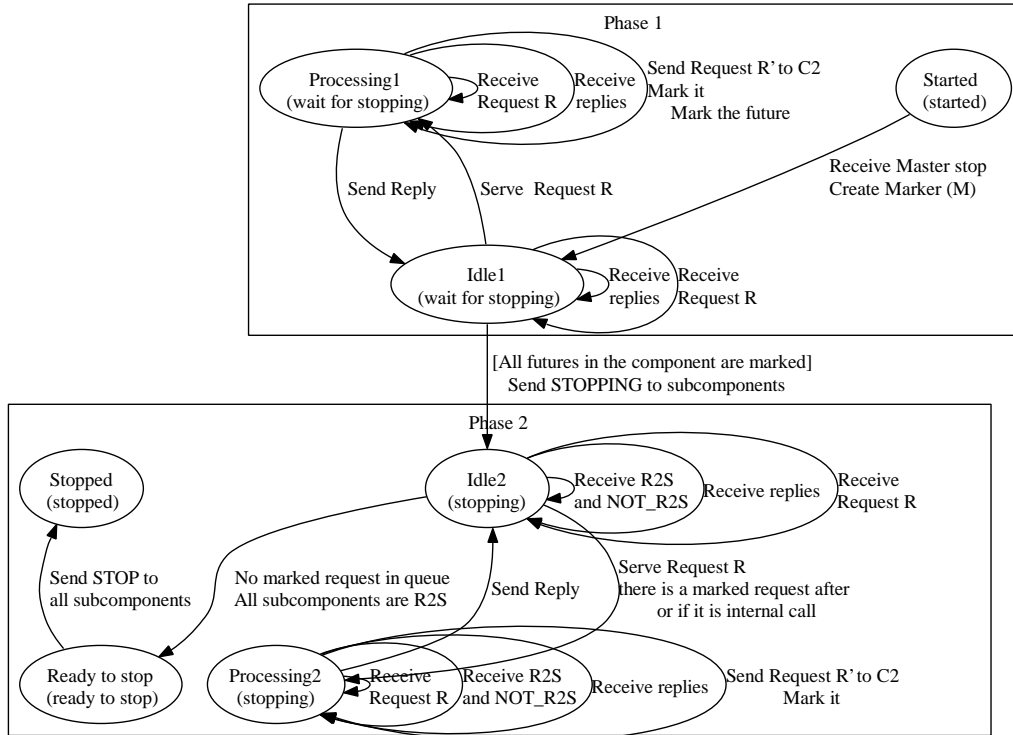 Phase 1
Processing1
(wait for stopping)
Receive
Request R
Receive
replies
Send Request R' to C2
Mark it
Mark the future
Started
(started)
Send Reply
Serve Request R
Receive Master stop
Create Marker (M)
Idle1
(wait for stopping)
Receive
replies
Receive
Request R
[All futures in the component are marked]
Send STOPPING to subcomponents
Phase 2
Stopped
(stopped)
Idle2
(stopping)
Receive R2S
and NOT_R2S
Receive replies
Receive
Request R
Send STOP to
all subcomponents
No marked request in queue
All subcomponents are R2S
Send Reply
Serve Request R
there is a marked request after
or if it is internal call
Ready to stop
(ready to stop)
Processing2
(stopping)
Receive
Request R
Receive R2S
and NOT_R2S
Receive replies
Send Request R' to C2
Mark it